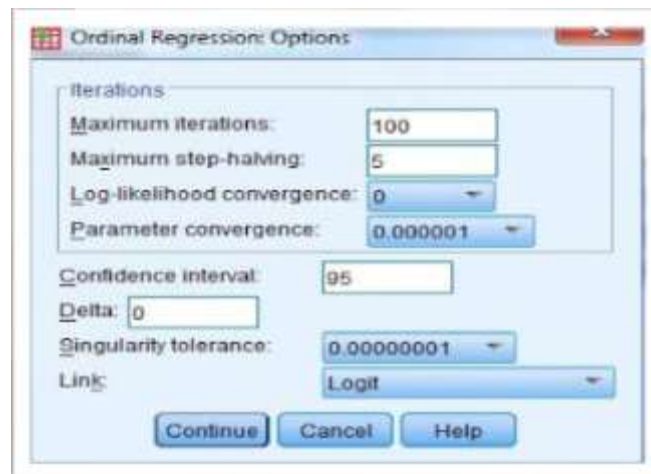 Ordinal Regression: Options
Iterations
Maximum iterations: 100
Maximum step-halving: 5
Log-likelihood convergence: 0
Parameter convergence: 0.000001
Confidence interval: 95
Delta: 0
Singularity tolerance: 0.00000001
Link: Logit
Continue Cancel Help